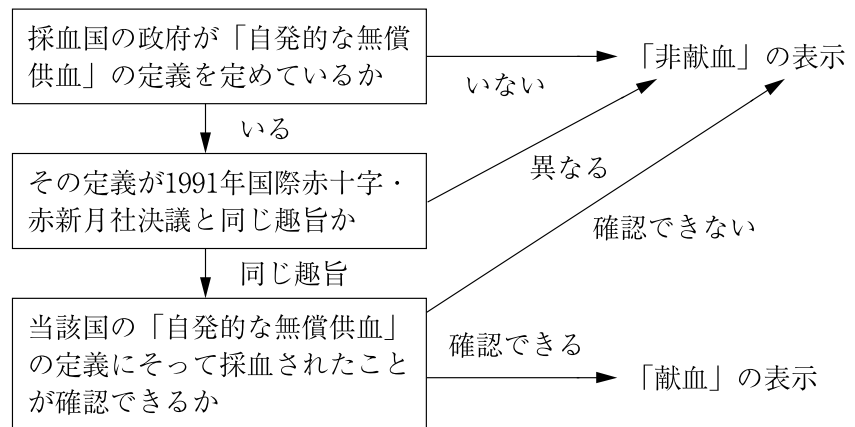 採血国の政府が「自発的な無償
供血」の定義を定めているか
いない
「非献血」の表示
いる
その定義が1991年国際赤十字・
赤新月社決議と同じ趣旨か
異なる
確認できない
同じ趣旨
当該国の「自発的な無償供血」
の定義にそって採血されたこと
が確認できるか
確認できる
「献血」の表示